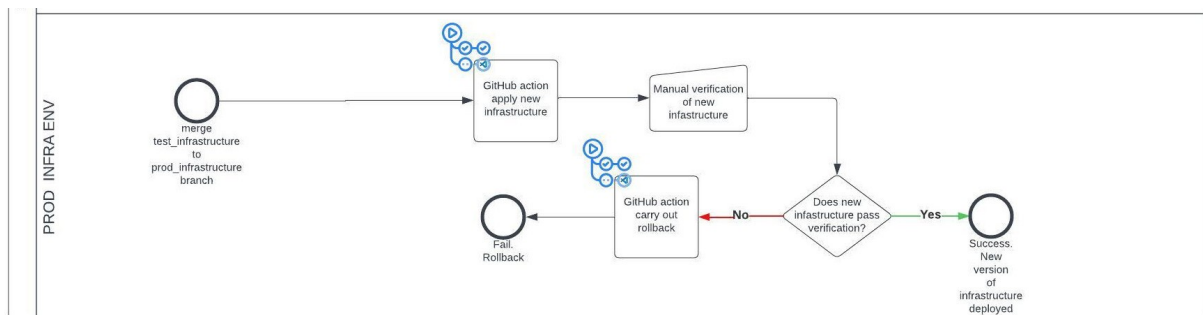 PROD INFRA ENV
merge
test_infrastructure
to
prod_infrastructure
branch
GitHub action
apply new
infrastructure
Manual verification
of new
infastructure
Does new
infastructure pass
verification?
No
GitHub action
carry out
rollback
Fail.
Rollback
Yes
Success.
New
version
of
infrastructure
deployed